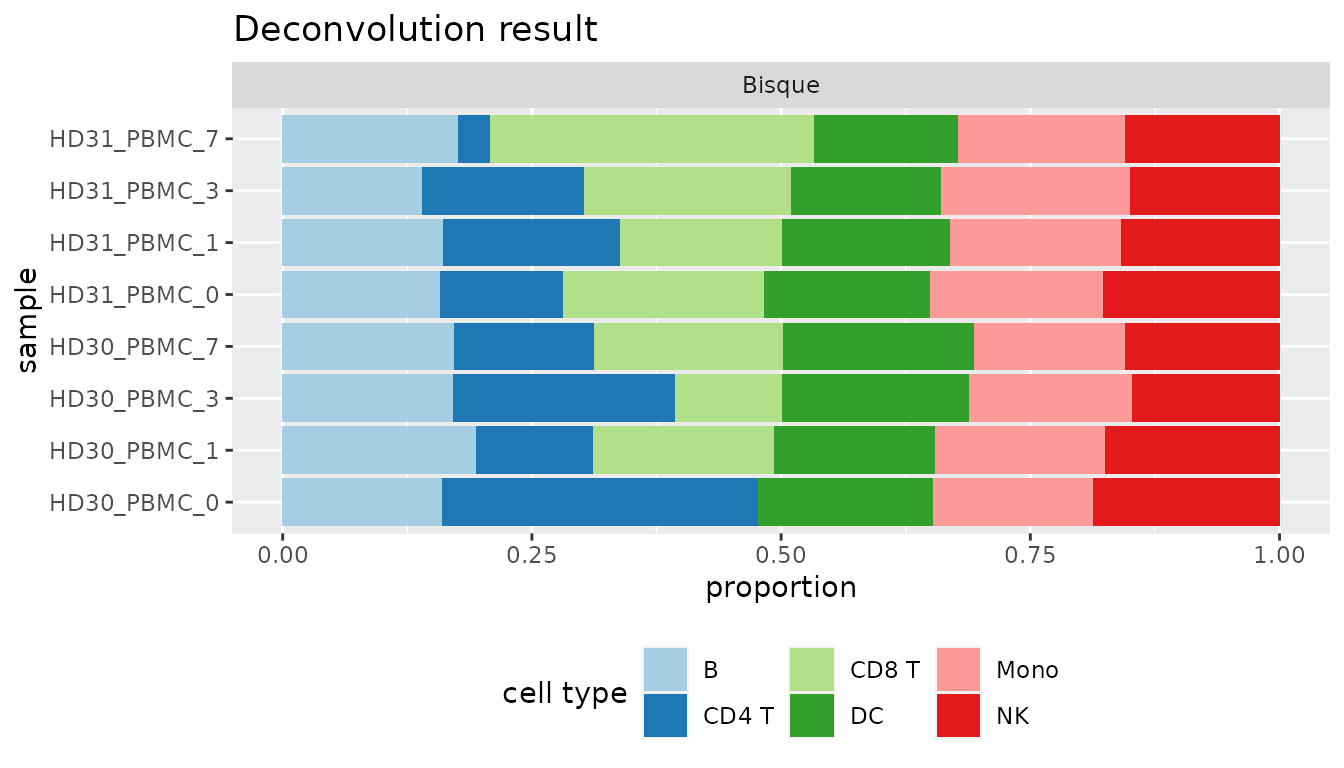 Deconvolution result
Bisque
HD31_PBMC_7
HD31_PBMC_3
HD31_PBMC_1
HD31_PBMC_0
HD30_PBMC_7
HD30_PBMC_3
HD30_PBMC_1
HD30_PBMC_0
sample
0.00 0.25 0.50 0.75 1.00
proportion
cell type
B CD8 T Mono
CD4 T DC NK